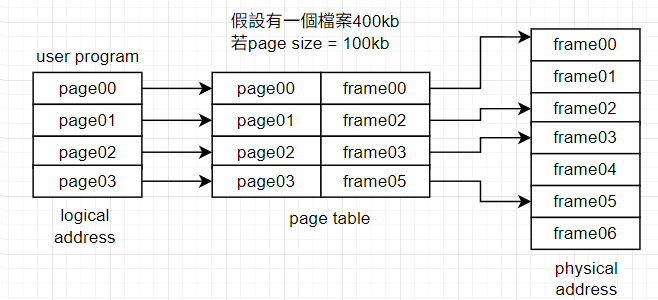 假設有一個檔案400kb
若page size = 100kb
user program
page00
page01
page02
page03
logical
address
page00 frame00
page01 frame02
page02 frame03
page03 frame05
page table
frame00
frame01
frame02
frame03
frame04
frame05
frame06
physical
address